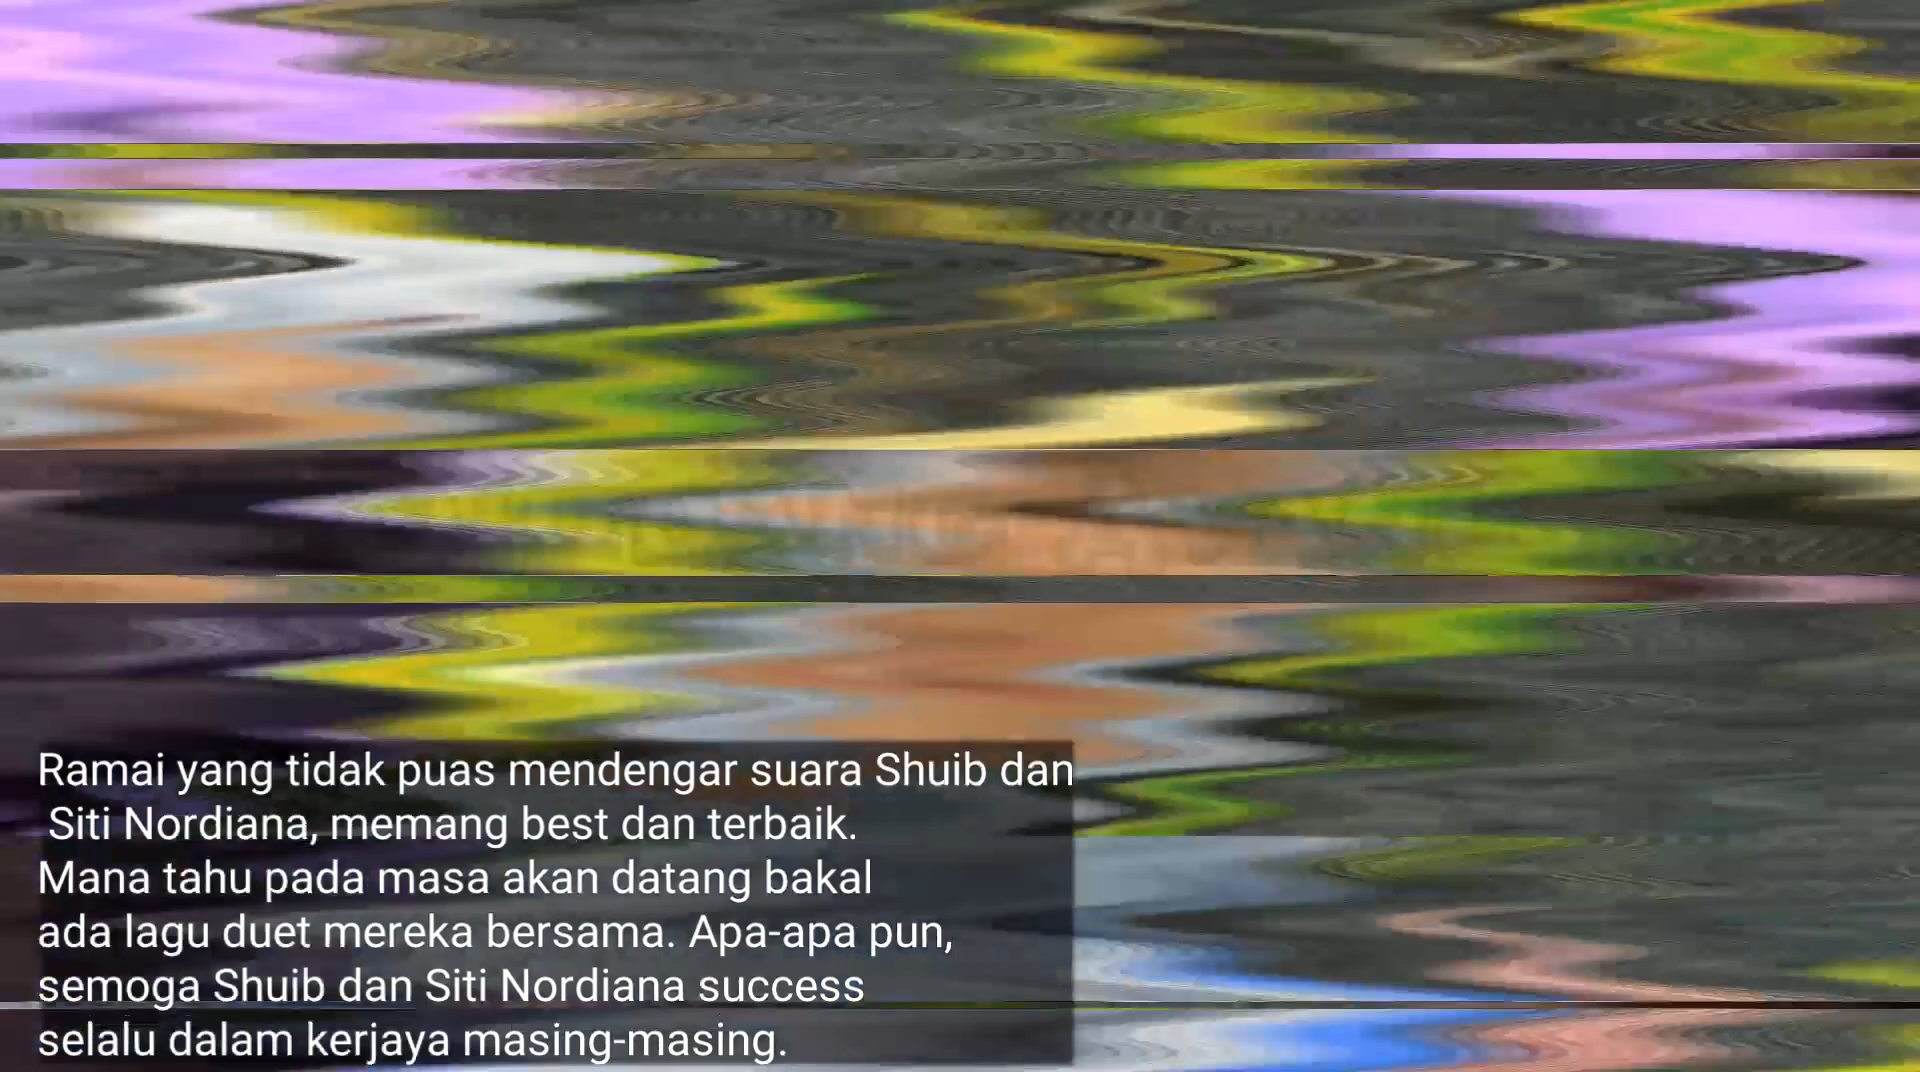 Ramai yang tidak puas mendengar suara Shuib dan
Siti Nordiana, memang best dan terbaik.
Mana tahu pada masa akan datang bakal
ada lagu duet mereka bersama. Apa-apa pun,
semoga Shuib dan Siti Nordiana success
selalu dalam kerjaya masing-masing.